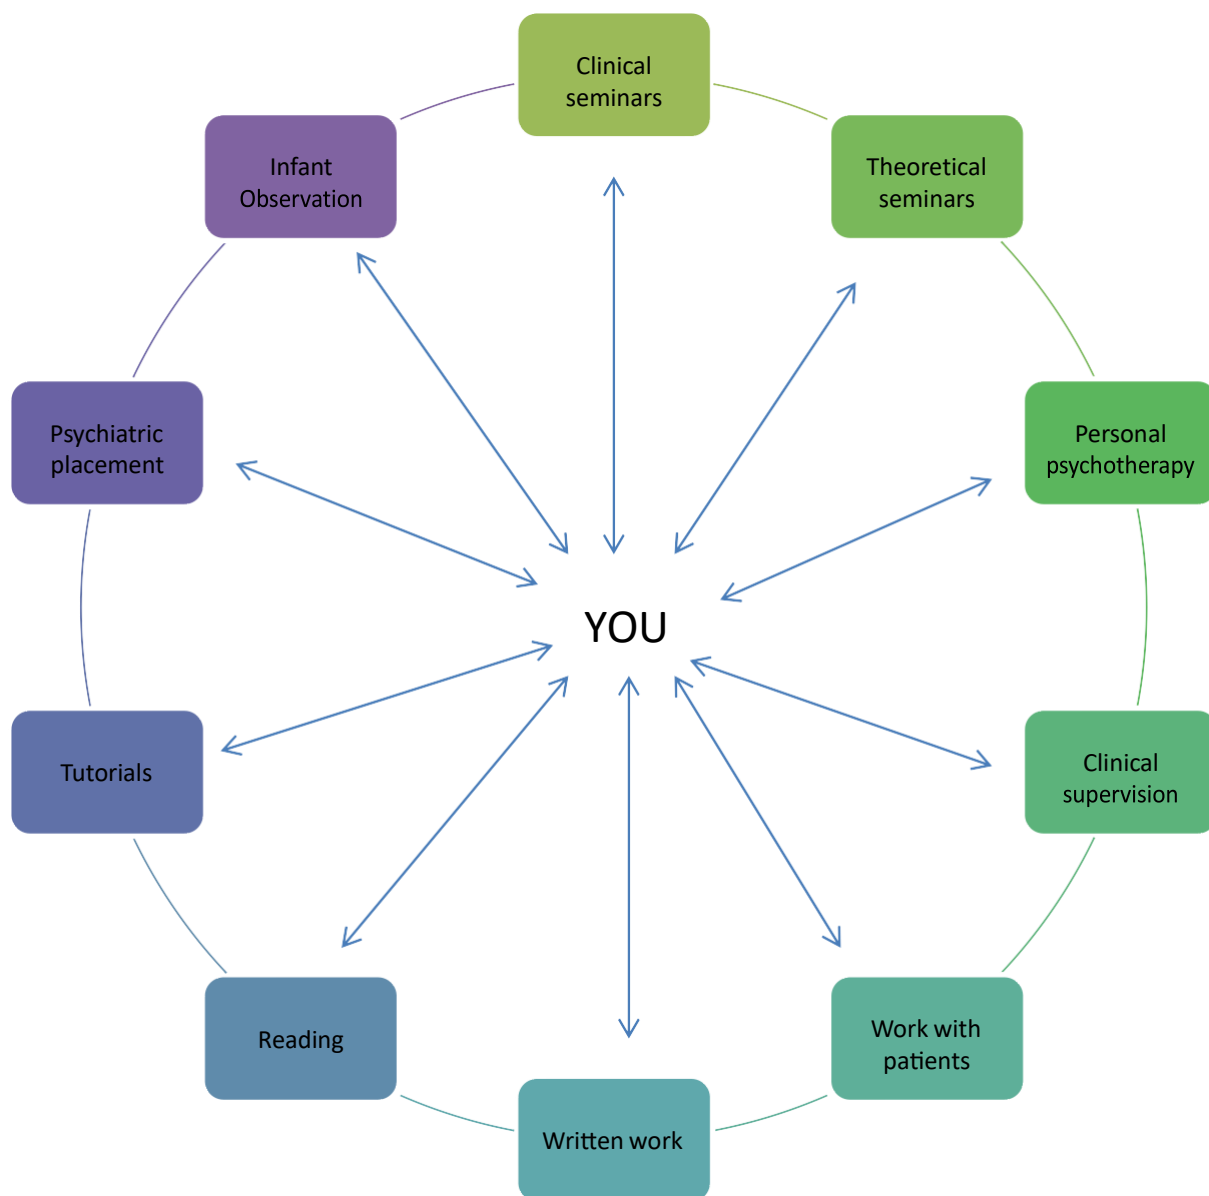 Clinical
seminars
Theoretical
seminars
Personal
psychotherapy
Clinical
supervision
Work with
patients
Written work
Reading
Tutorials
Psychiatric
placement
Infant
Observation
YOU